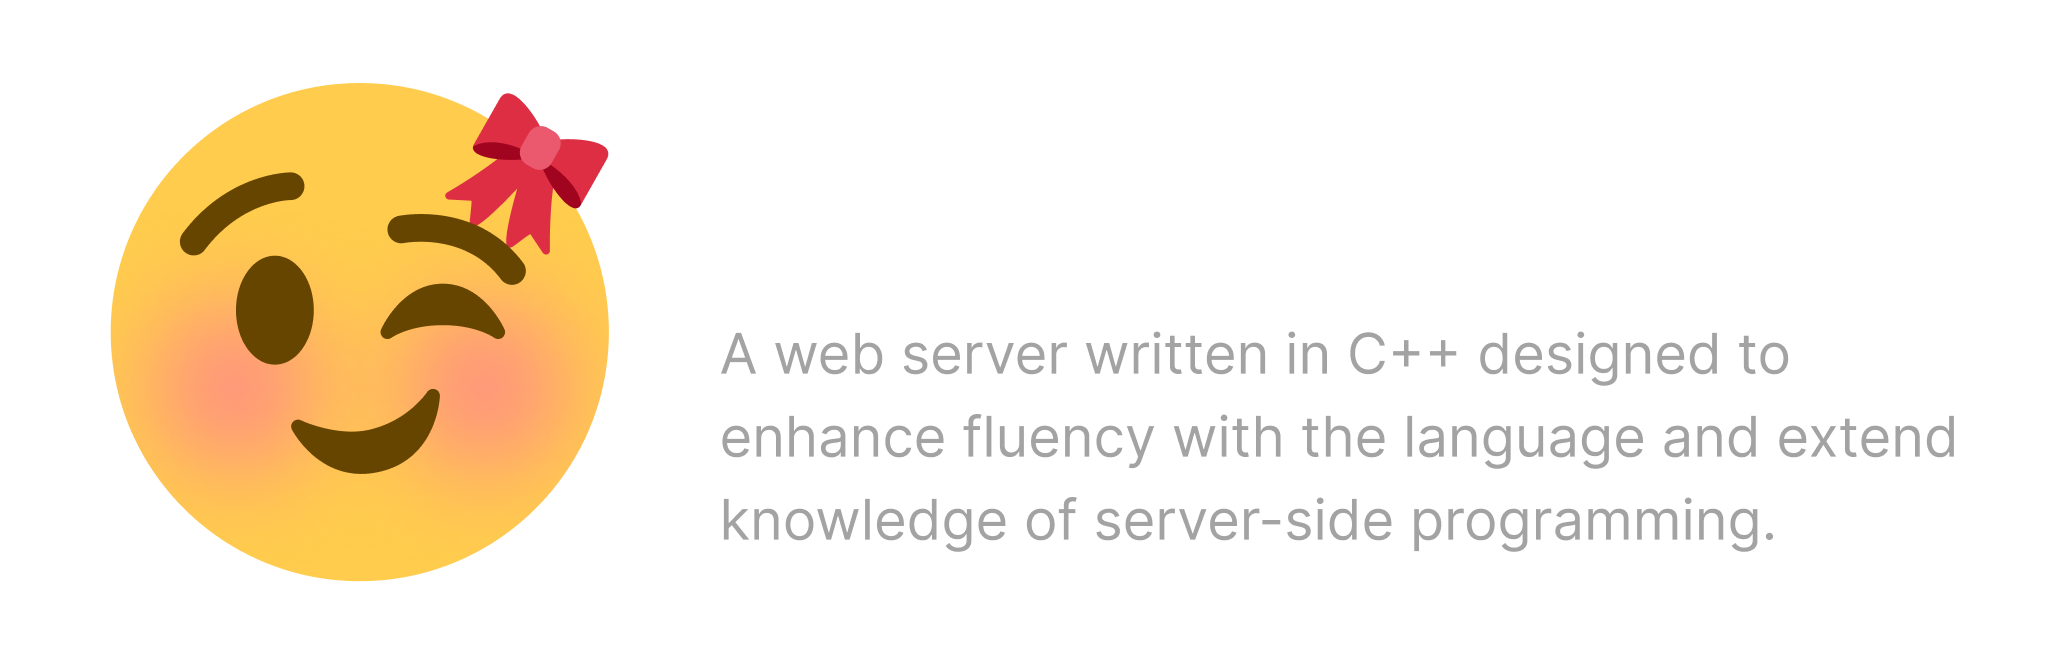 A web server written in C++ designed to
enhance fluency with the language and extend
knowledge of server-side programming.